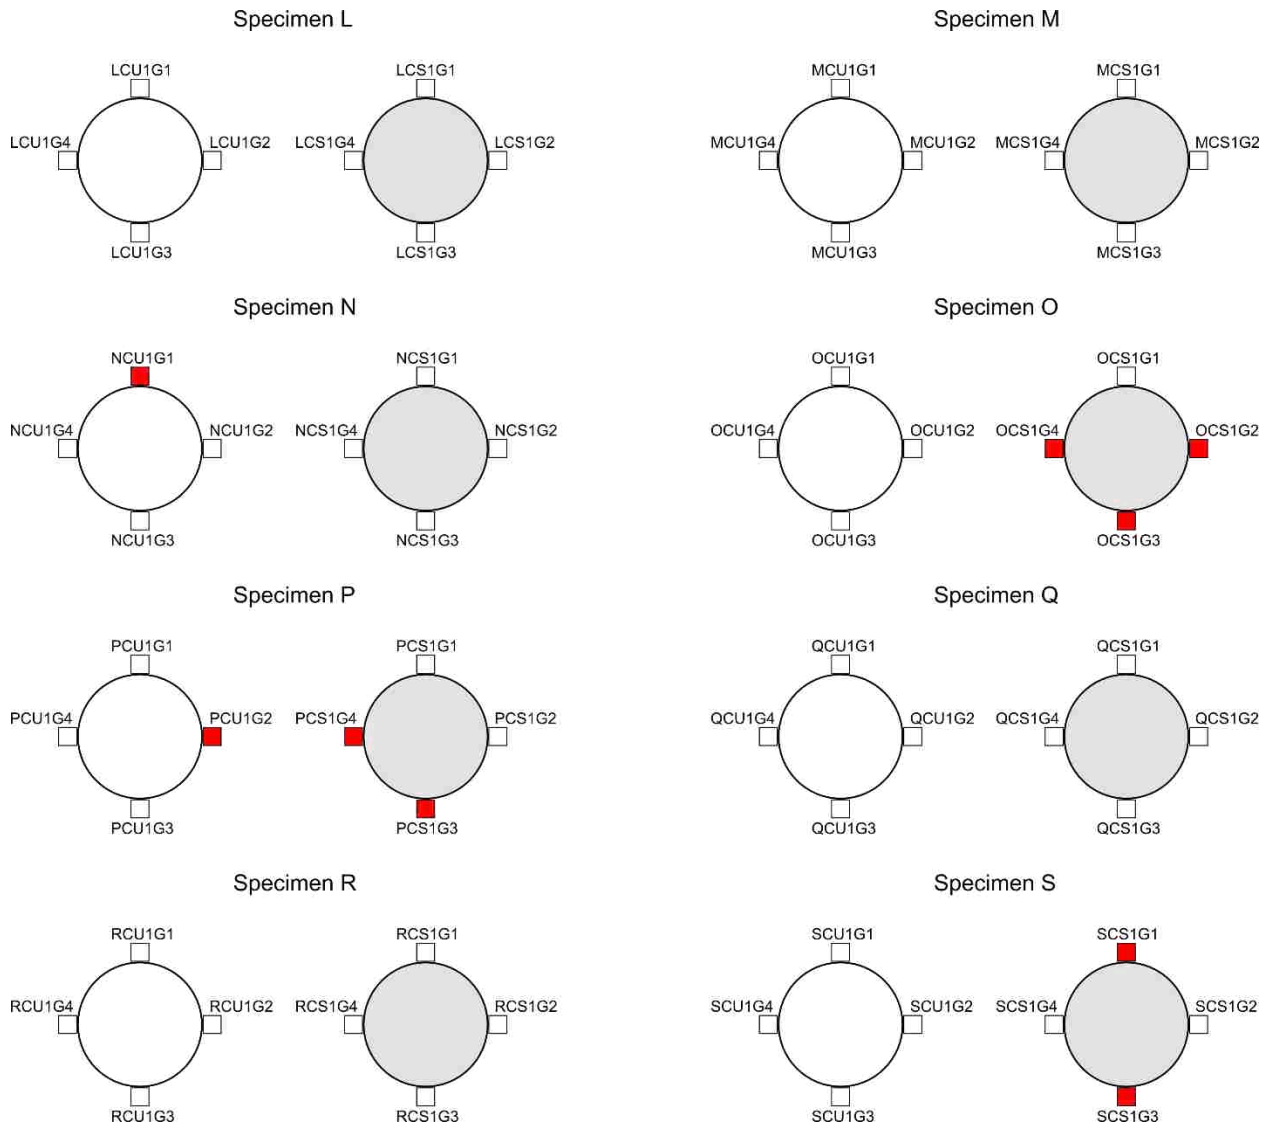 Specimen L
Specimen M
LCU1G1
LCS1G1
MCU1G1
MCS1G1
LCU1G4
LCU1G2
LCS1G4
LCS1G2
MCU1G4
MCU1G2
MCS1G4
MCS1G2
LCU1G3
LCS1G3
MCU1G3
MCS1G3
Specimen N
Specimen O
NCU1G1
NCS1G1
OCU1G1
OCS1G1
NCU1G4
NCU1G2
NCS1G4
NCS1G2
OCU1G4
OCU1G2
OCS1G4
OCS1G2
NCU1G3
NCS1G3
OCU1G3
OCS1G3
Specimen P
Specimen Q
PCU1G1
PCS1G1
QCU1G1
QCS1G1
PCU1G4
PCU1G2
PCS1G4
PCS1G2
QCU1G4
QCU1G2
QCS1G4
QCS1G2
PCU1G3
PCS1G3
QCU1G3
QCS1G3
Specimen R
Specimen S
RCU1G1
RCS1G1
SCU1G1
SCS1G1
RCU1G4
RCU1G2
RCS1G4
RCS1G2
SCU1G4
SCU1G2
SCS1G4
SCS1G2
RCU1G3
RCS1G3
SCU1G3
SCS1G3